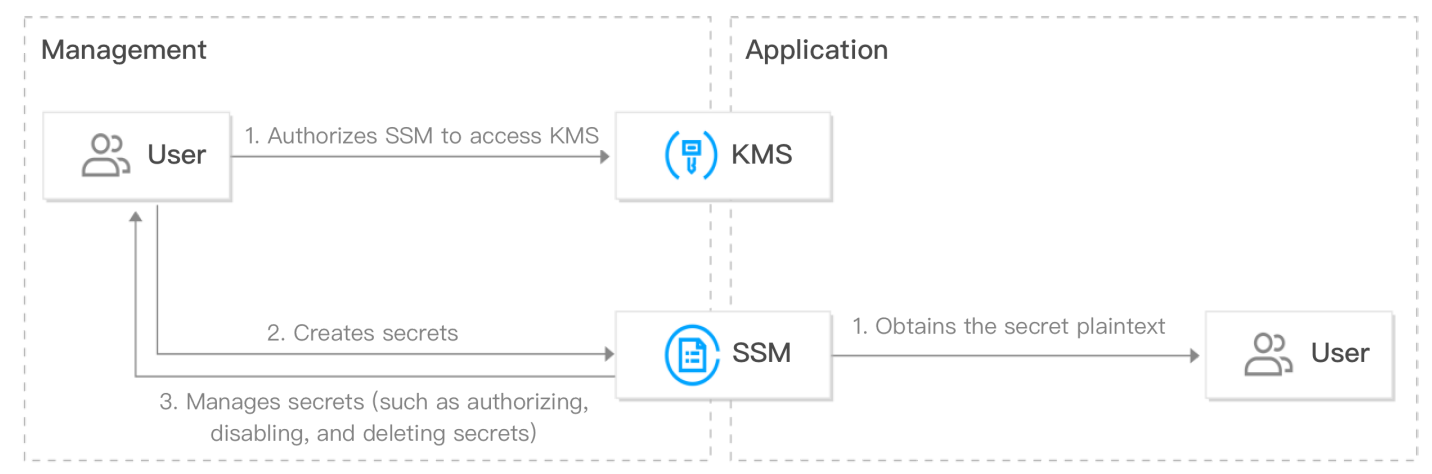 Management
Application
User
1. Authorizes SSM to access KMS
KMS
2. Creates secrets
SSM
1. Obtains the secret plaintext
User
3. Manages secrets (such as authorizing,
disabling, and deleting secrets)